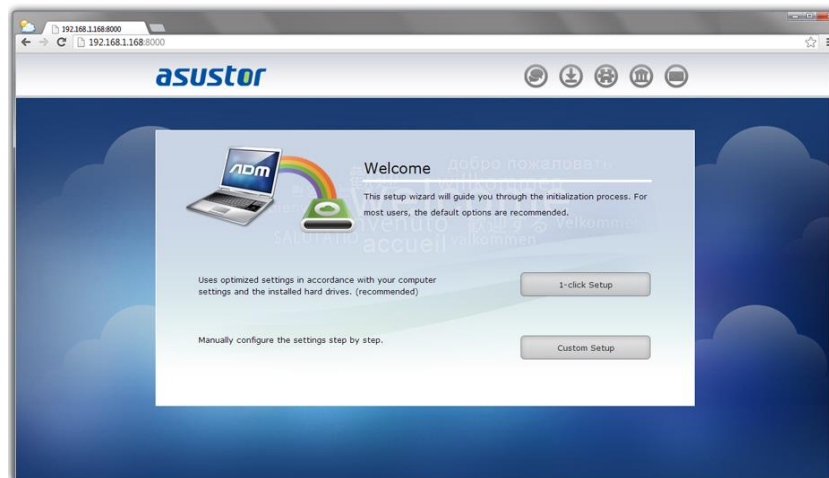 192.168.1.168:8000
192.168.1.168:8000
asustor
ADM
Welcome
добро пожаловать
This setup wizard will guide you through the initialization process. For
most users, the default options are recommended.
SALUTATIO
accueil
välkommen
Uses optimized settings in accordance with your computer
settings and the installed hard drives. (recommended)
1-click Setup
Manually configure the settings step by step.
Custom Setup